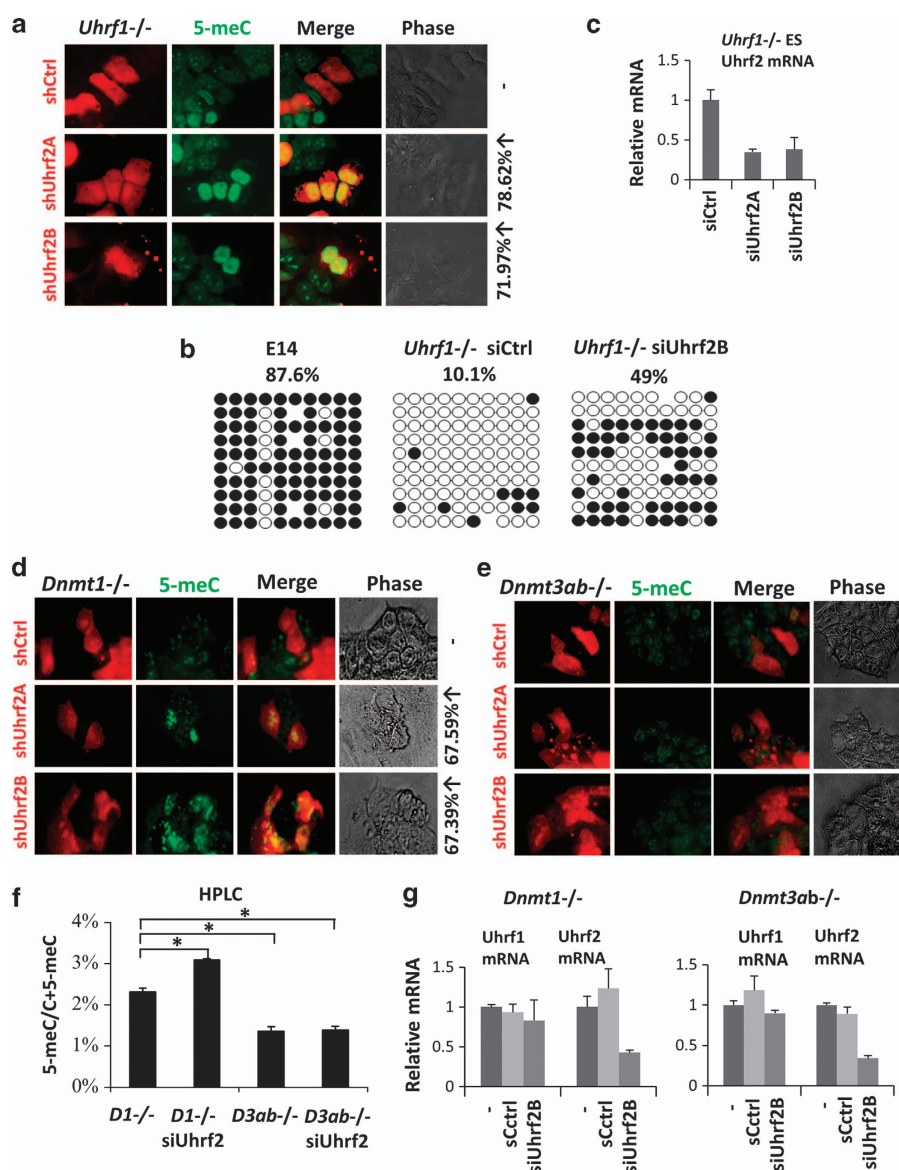 a
Uhrf1-/- 5-meC Merge Phase
shCtrl
-
shUhrf2A
78.62%↑
shUhrf2B
71.97%↑
c
Uhrf1-/- ES
Uhrf2 mRNA
Relative mRNA
1.5
1
0.5
0
siCtrl
siUhrf2A
siUhrf2B
b
E14
87.6%
Uhrf1-/- siCtrl
10.1%
Uhrf1-/- siUhrf2B
49%
d
Dnmt1-/- 5-meC Merge Phase
shCtrl
-
shUhrf2A
67.59%↑
shUhrf2B
67.39%↑
e
Dnmt3ab-/- 5-meC Merge Phase
shCtrl
shUhrf2A
shUhrf2B
f
HPLC
5-meC/C+5-meC
4%
3%
2%
1%
0%
*
*
*
D1-/- D1-/- D3ab-/- D3ab-/-
siUhrf2 siUhrf2
g
Dnmt1-/-
Uhrf1 Uhrf2
mRNA mRNA
Relative mRNA
1.5
1
0.5
0
-
sCctrl
siUhrf2B
-
sCctrl
siUhrf2B
Dnmt3ab-/-
Uhrf1 Uhrf2
mRNA mRNA
1.5
1
0.5
0
-
sCctrl
siUhrf2B
-
sCctrl
siUhrf2B